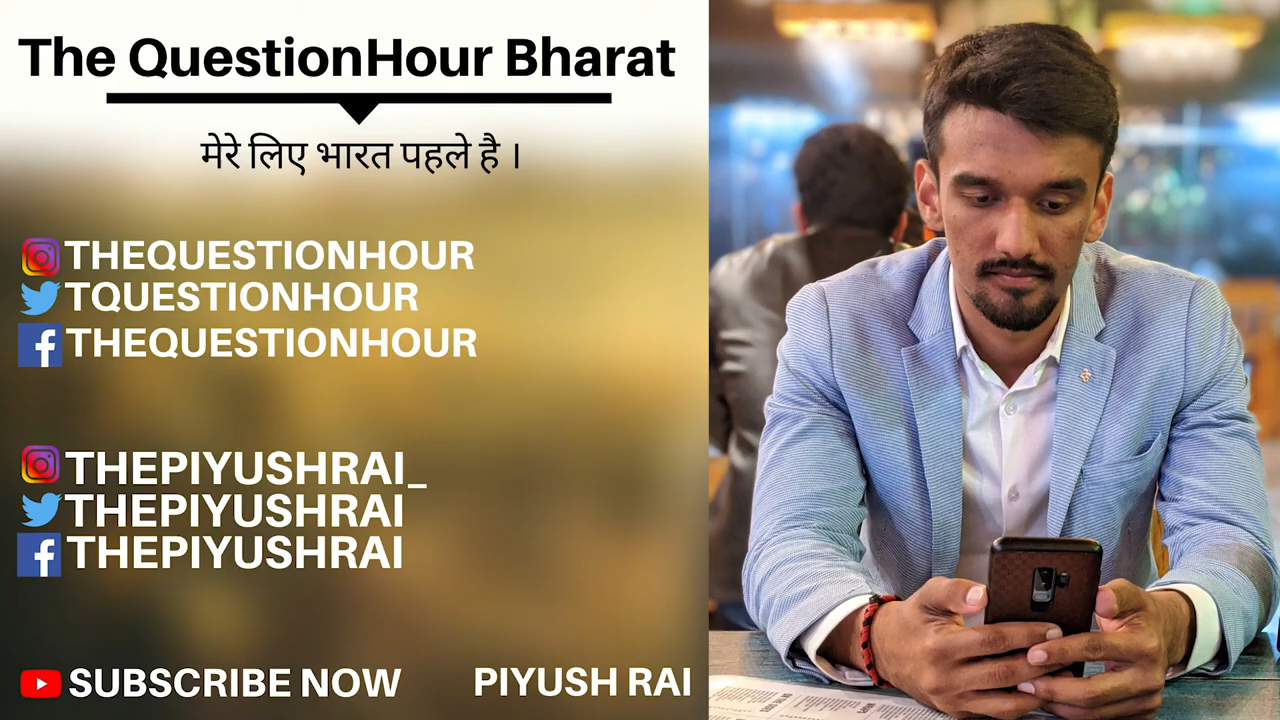 The QuestionHour Bharat
मेरे लिए भारत पहले है ।
THEQUESTIONHOUR
TQUESTIONHOUR
THEQUESTIONHOUR
THEPIYUSHRAI_
THEPIYUSHRAI
THEPIYUSHRAI
SUBSCRIBE NOW
PIYUSH RAI